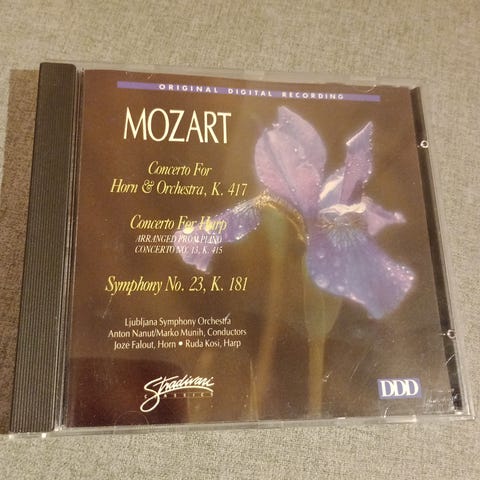 ORIGINAL DIGITAL RECORDING
MOZART
Concerto For
Horn & Orchestra, K. 417
Concerto For Harp
ARRANGED FROM PIANO
CONCERTO NO. 13, K. 415
Symphony No. 23, K. 181
Ljubljana Symphony Orchestra
Anton Nanut/Marko Munih, Conductors
Joze Falout, Horn • Ruda Kosi, Harp
Stradivari
CLASSICS
DDD